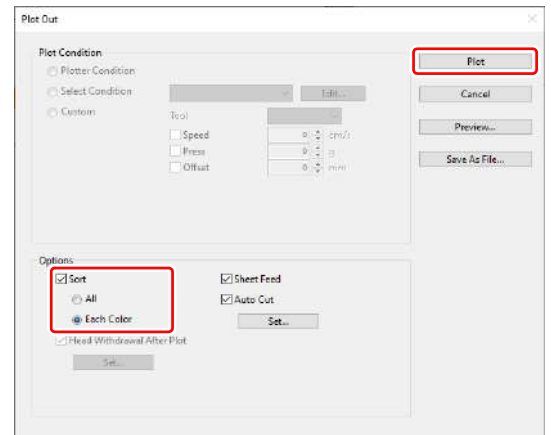 Plot Out
Plot Condition
Plotter Condition
Select Condition
Edit...
Custom
Tool
Speed
0
cm/s
Press
0
g
Offset
0
mm
Plot
Cancel
Preview...
Save As File...
Options
Sort
All
Each Color
Head Withdrawal After Plot
Set...
Sheet Feed
Auto Cut
Set...